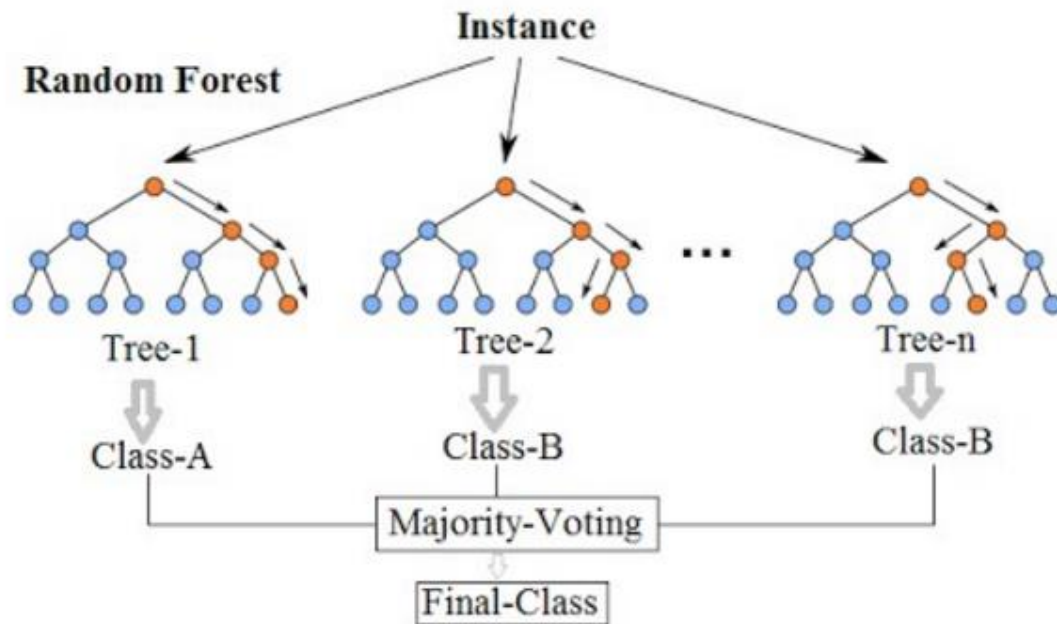 Instance
Random Forest
...
Tree-1
Tree-2
Tree-n
Class-A
Class-B
Class-B
Majority-Voting
Final-Class